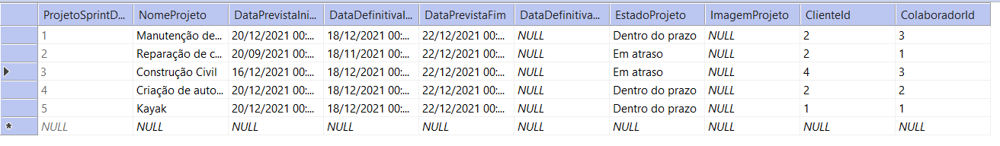 ProjetoSprintD... NomeProjeto DataPrevistaIni... DataDefinitivaI... DataPrevistaFim DataDefinitiva... EstadoProjeto ImagemProjeto ClienteId ColaboradorId
1 Manutenção de... 20/12/2021 00:... 18/12/2021 00:... 22/12/2021 00:... NULL Dentro do prazo NULL 2 3
2 Reparação de c... 20/09/2021 00:... 18/11/2021 00:... 22/12/2021 00:... NULL Em atraso NULL 2 1
3 Construção Civil 16/12/2021 00:... 18/12/2021 00:... 22/12/2021 00:... NULL Em atraso NULL 4 3
4 Criação de auto... 20/12/2021 00:... 18/12/2021 00:... 22/12/2021 00:... NULL Dentro do prazo NULL 2 2
5 Kayak 20/12/2021 00:... 18/12/2021 00:... 22/12/2021 00:... NULL Dentro do prazo NULL 1 1
NULL NULL NULL NULL NULL NULL NULL NULL NULL NULL